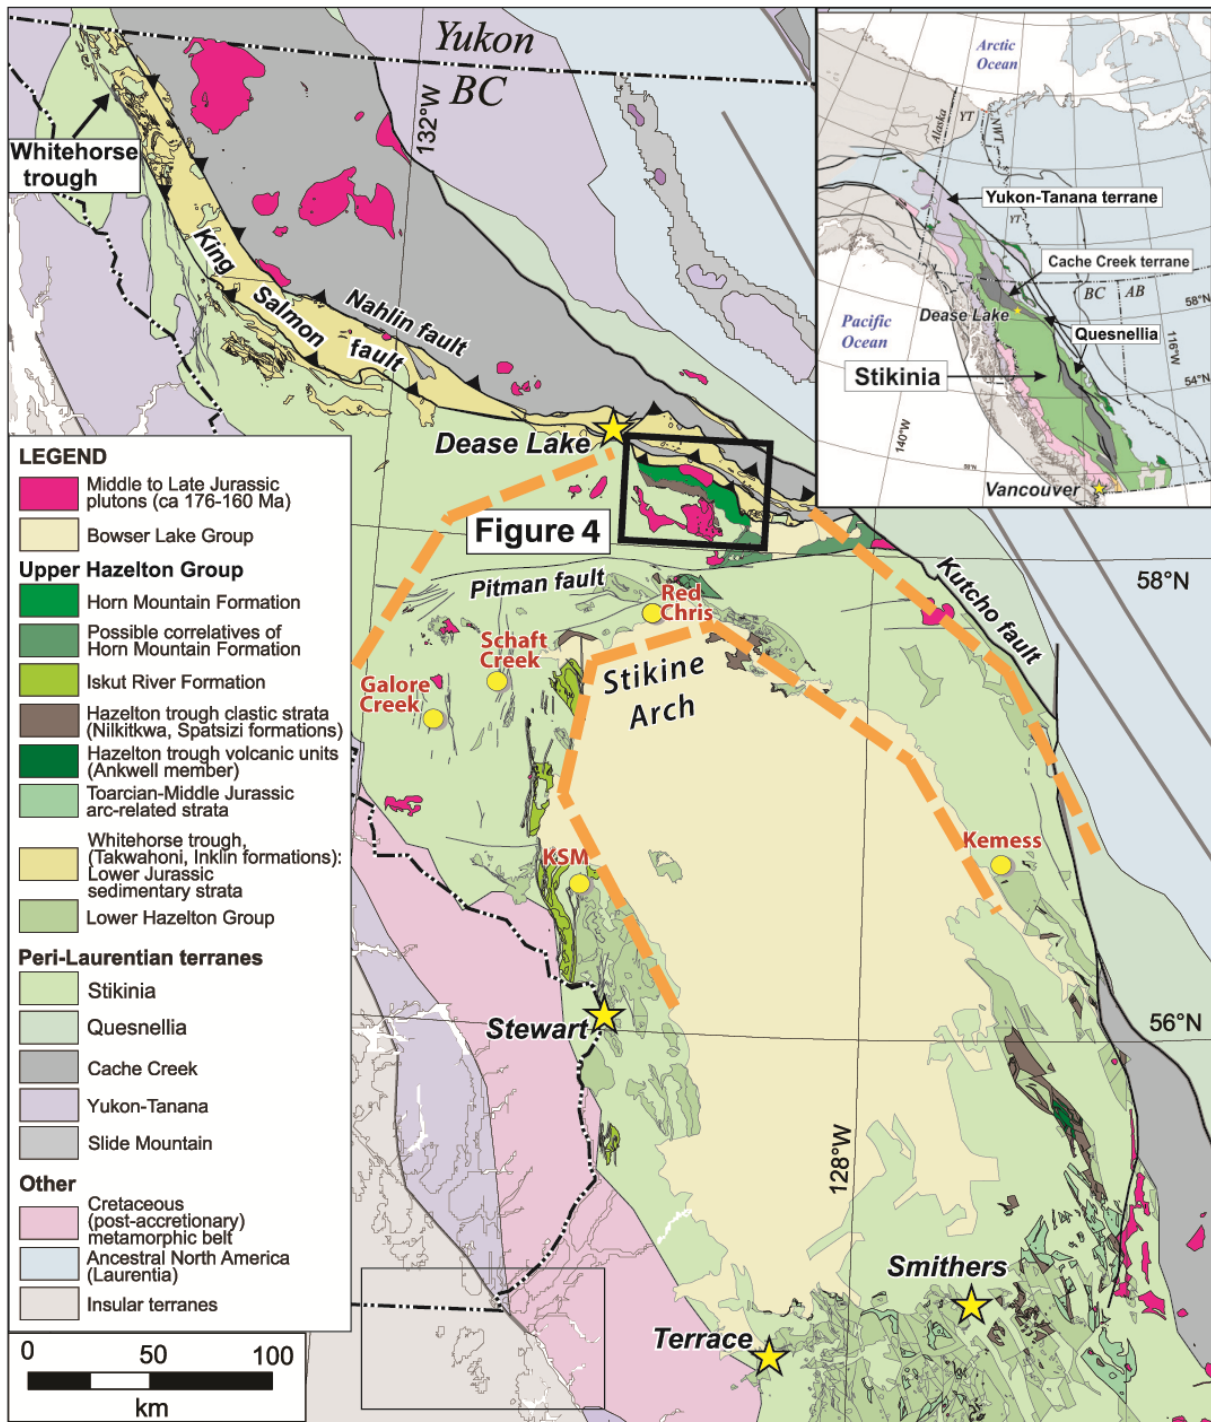 Yukon
BC
132°W
Whitehorse
trough
King
Salmon
fault
Nahlin fault
Dease Lake
Figure 4
Pitman fault
Kutcho fault
58°N
Red
Chris
Schaft
Creek
Galore
Creek
Stikine
Arch
KSM
Kemess
Stewart
56°N
128°W
Smithers
Terrace
Arctic
Ocean
Alaska
YT
NWT
Yukon-Tanana terrane
YT
Cache Creek terrane
BC
AB
58°N
Dease Lake
Pacific
Ocean
Quesnellia
116°W
Stikinia
54°N
140°W
Vancouver
LEGEND
Middle to Late Jurassic
plutons (ca 176-160 Ma)
Bowser Lake Group
Upper Hazelton Group
Horn Mountain Formation
Possible correlatives of
Horn Mountain Formation
Iskut River Formation
Hazelton trough clastic strata
(Nilkitkwa, Spatsizi formations)
Hazelton trough volcanic units
(Ankwell member)
Toarcian-Middle Jurassic
arc-related strata
Whitehorse trough,
(Takwahoni, Inklin formations):
Lower Jurassic
sedimentary strata
Lower Hazelton Group
Peri-Laurentian terranes
Stikinia
Quesnellia
Cache Creek
Yukon-Tanana
Slide Mountain
Other
Cretaceous
(post-accretionary)
metamorphic belt
Ancestral North America
(Laurentia)
Insular terranes
0 50 100
km